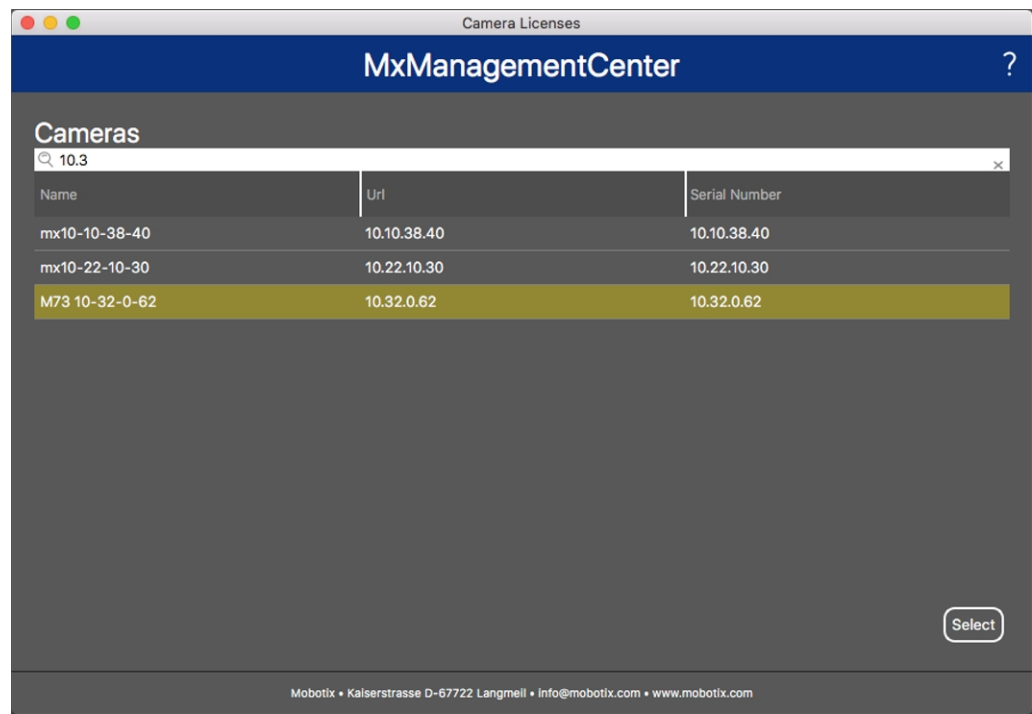 Camera Licenses
MxManagementCenter ?
Cameras
10.3 ×
Name Url Serial Number
mx10-10-38-40 10.10.38.40 10.10.38.40
mx10-22-10-30 10.22.10.30 10.22.10.30
M73 10-32-0-62 10.32.0.62 10.32.0.62
Select
Mobotix • Kaiserstrasse D-67722 Langmeil • info@mobotix.com • www.mobotix.com